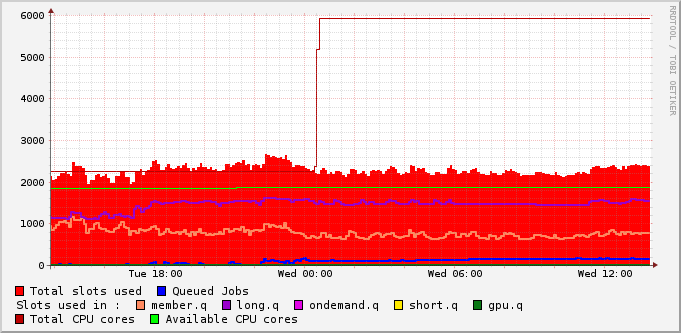 RRDTOOL / TOBI OETIKER
6000
5000
4000
3000
2000
1000
0
Tue 18:00 Wed 00:00 Wed 06:00 Wed 12:00
Total slots used Queued Jobs
Slots used in : member.q long.q ondemand.q short.q gpu.q
Total CPU cores Available CPU cores